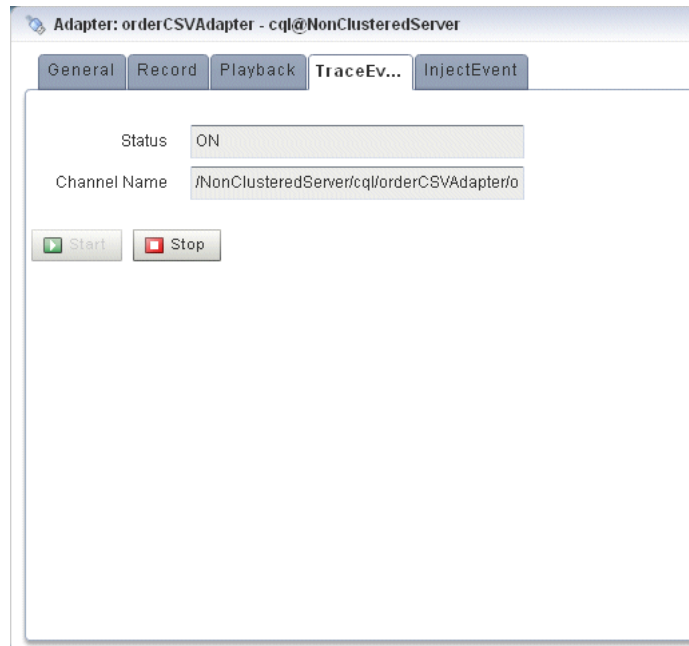 Adapter: orderCSVAdapter - cql@NonClusteredServer
General Record Playback TraceEv... InjectEvent
Status ON
Channel Name /NonClusteredServer/cql/orderCSVAdapter/o
Start Stop